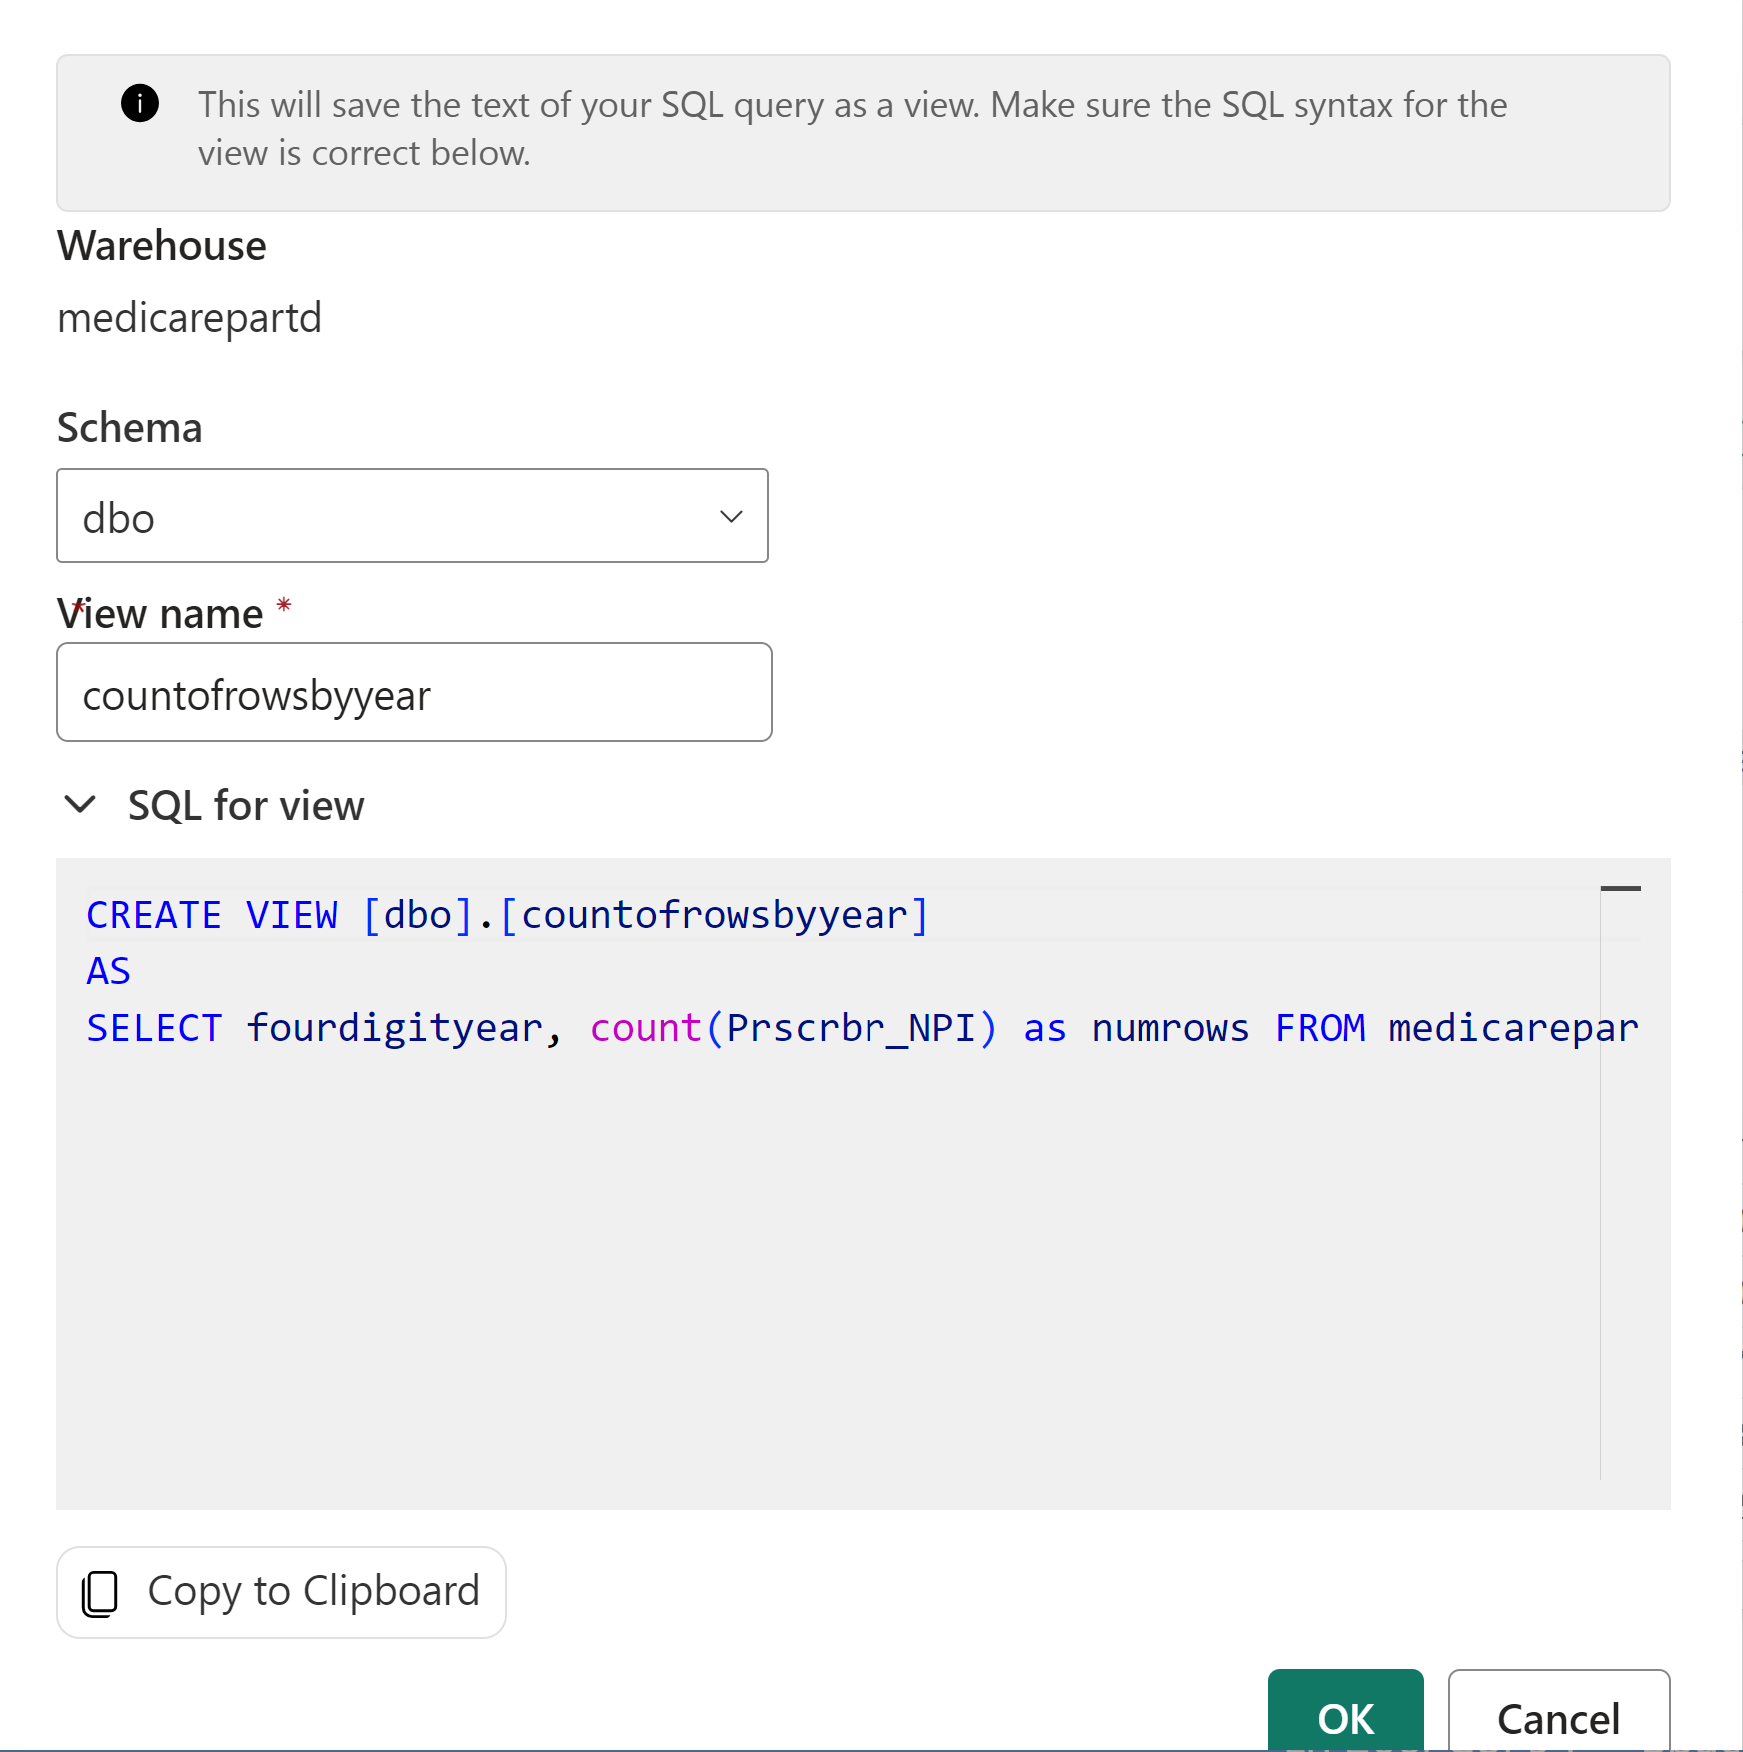 This will save the text of your SQL query as a view. Make sure the SQL syntax for the
view is correct below.
Warehouse
medicarepartd
Schema
dbo
View name *
countofrowsbyyear
SQL for view
CREATE VIEW [dbo].[countofrowsbyyear]
AS
SELECT fourdigityear, count(Prscrbr_NPI) as numrows FROM medicarepar
Copy to Clipboard
OK
Cancel